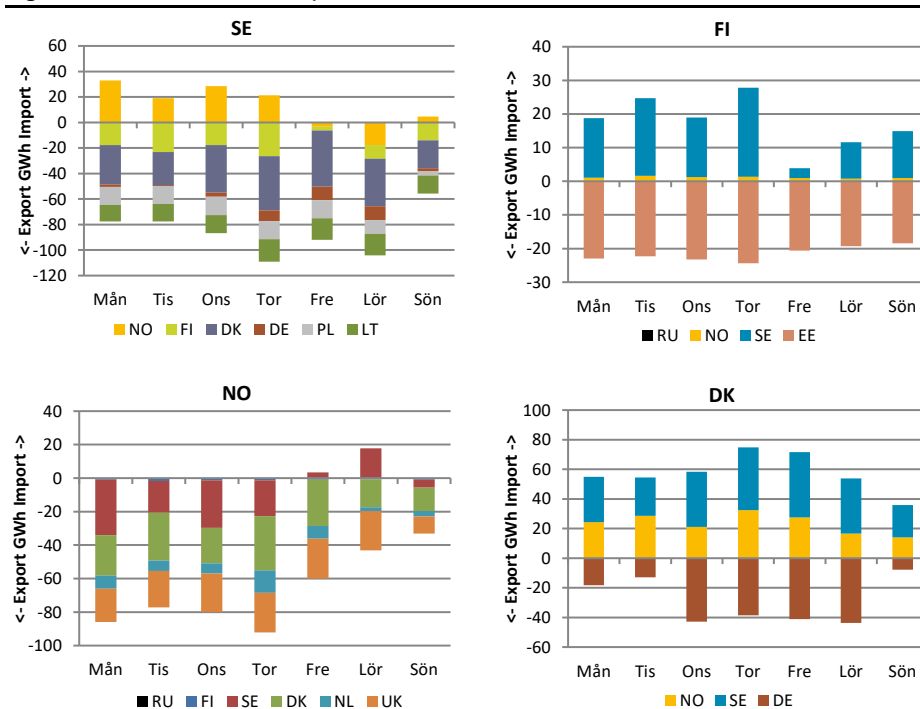 SE
60
40
20
0
-20
-40
-60
-80
-100
-120
<- Export GWh Import ->
Mån Tis Ons Tor Fre Lör Sön
NO FI DK DE PL LT
FI
40
30
20
10
0
-10
-20
-30
<- Export GWh Import ->
Mån Tis Ons Tor Fre Lör Sön
RU NO SE EE
NO
40
20
0
-20
-40
-60
-80
-100
<- Export GWh Import ->
Mån Tis Ons Tor Fre Lör Sön
RU FI SE DK NL UK
DK
100
80
60
40
20
0
-20
-40
-60
<- Export GWh Import ->
Mån Tis Ons Tor Fre Lör Sön
NO SE DE